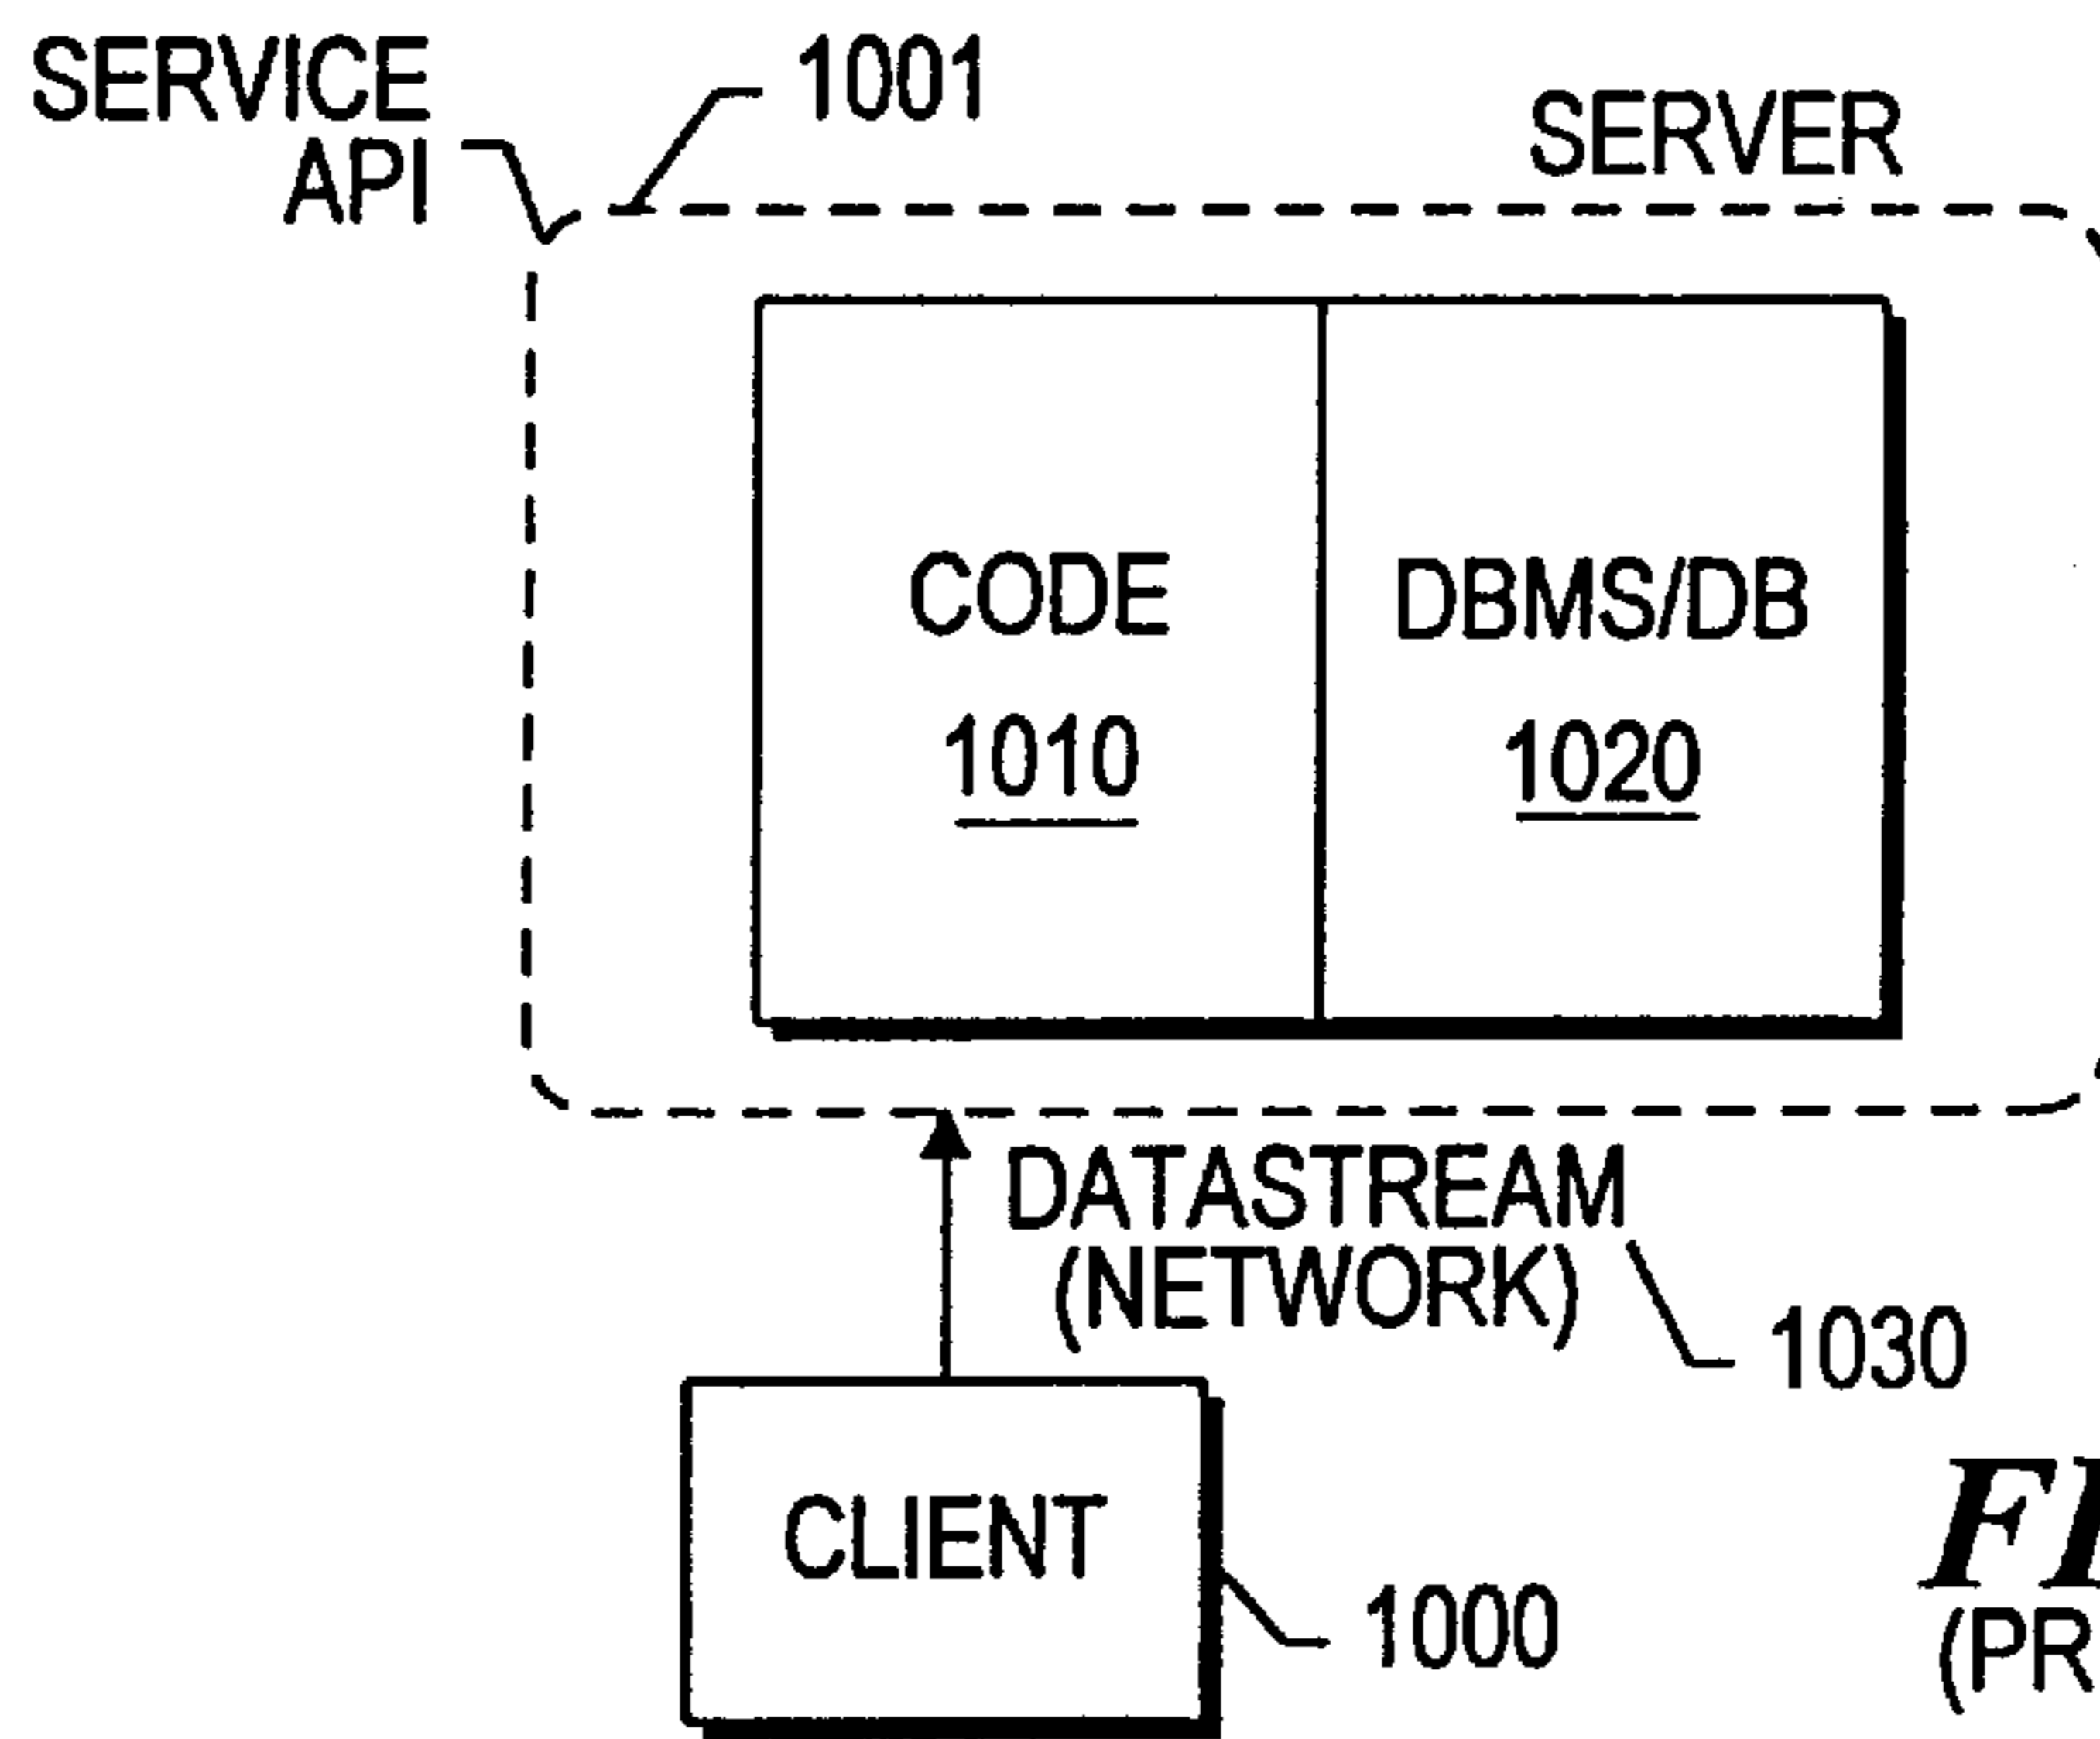 SERVICE
API
1001
SERVER
CODE
1010
DBMS/DB
1020
DATASTREAM
(NETWORK)
1030
CLIENT
1000